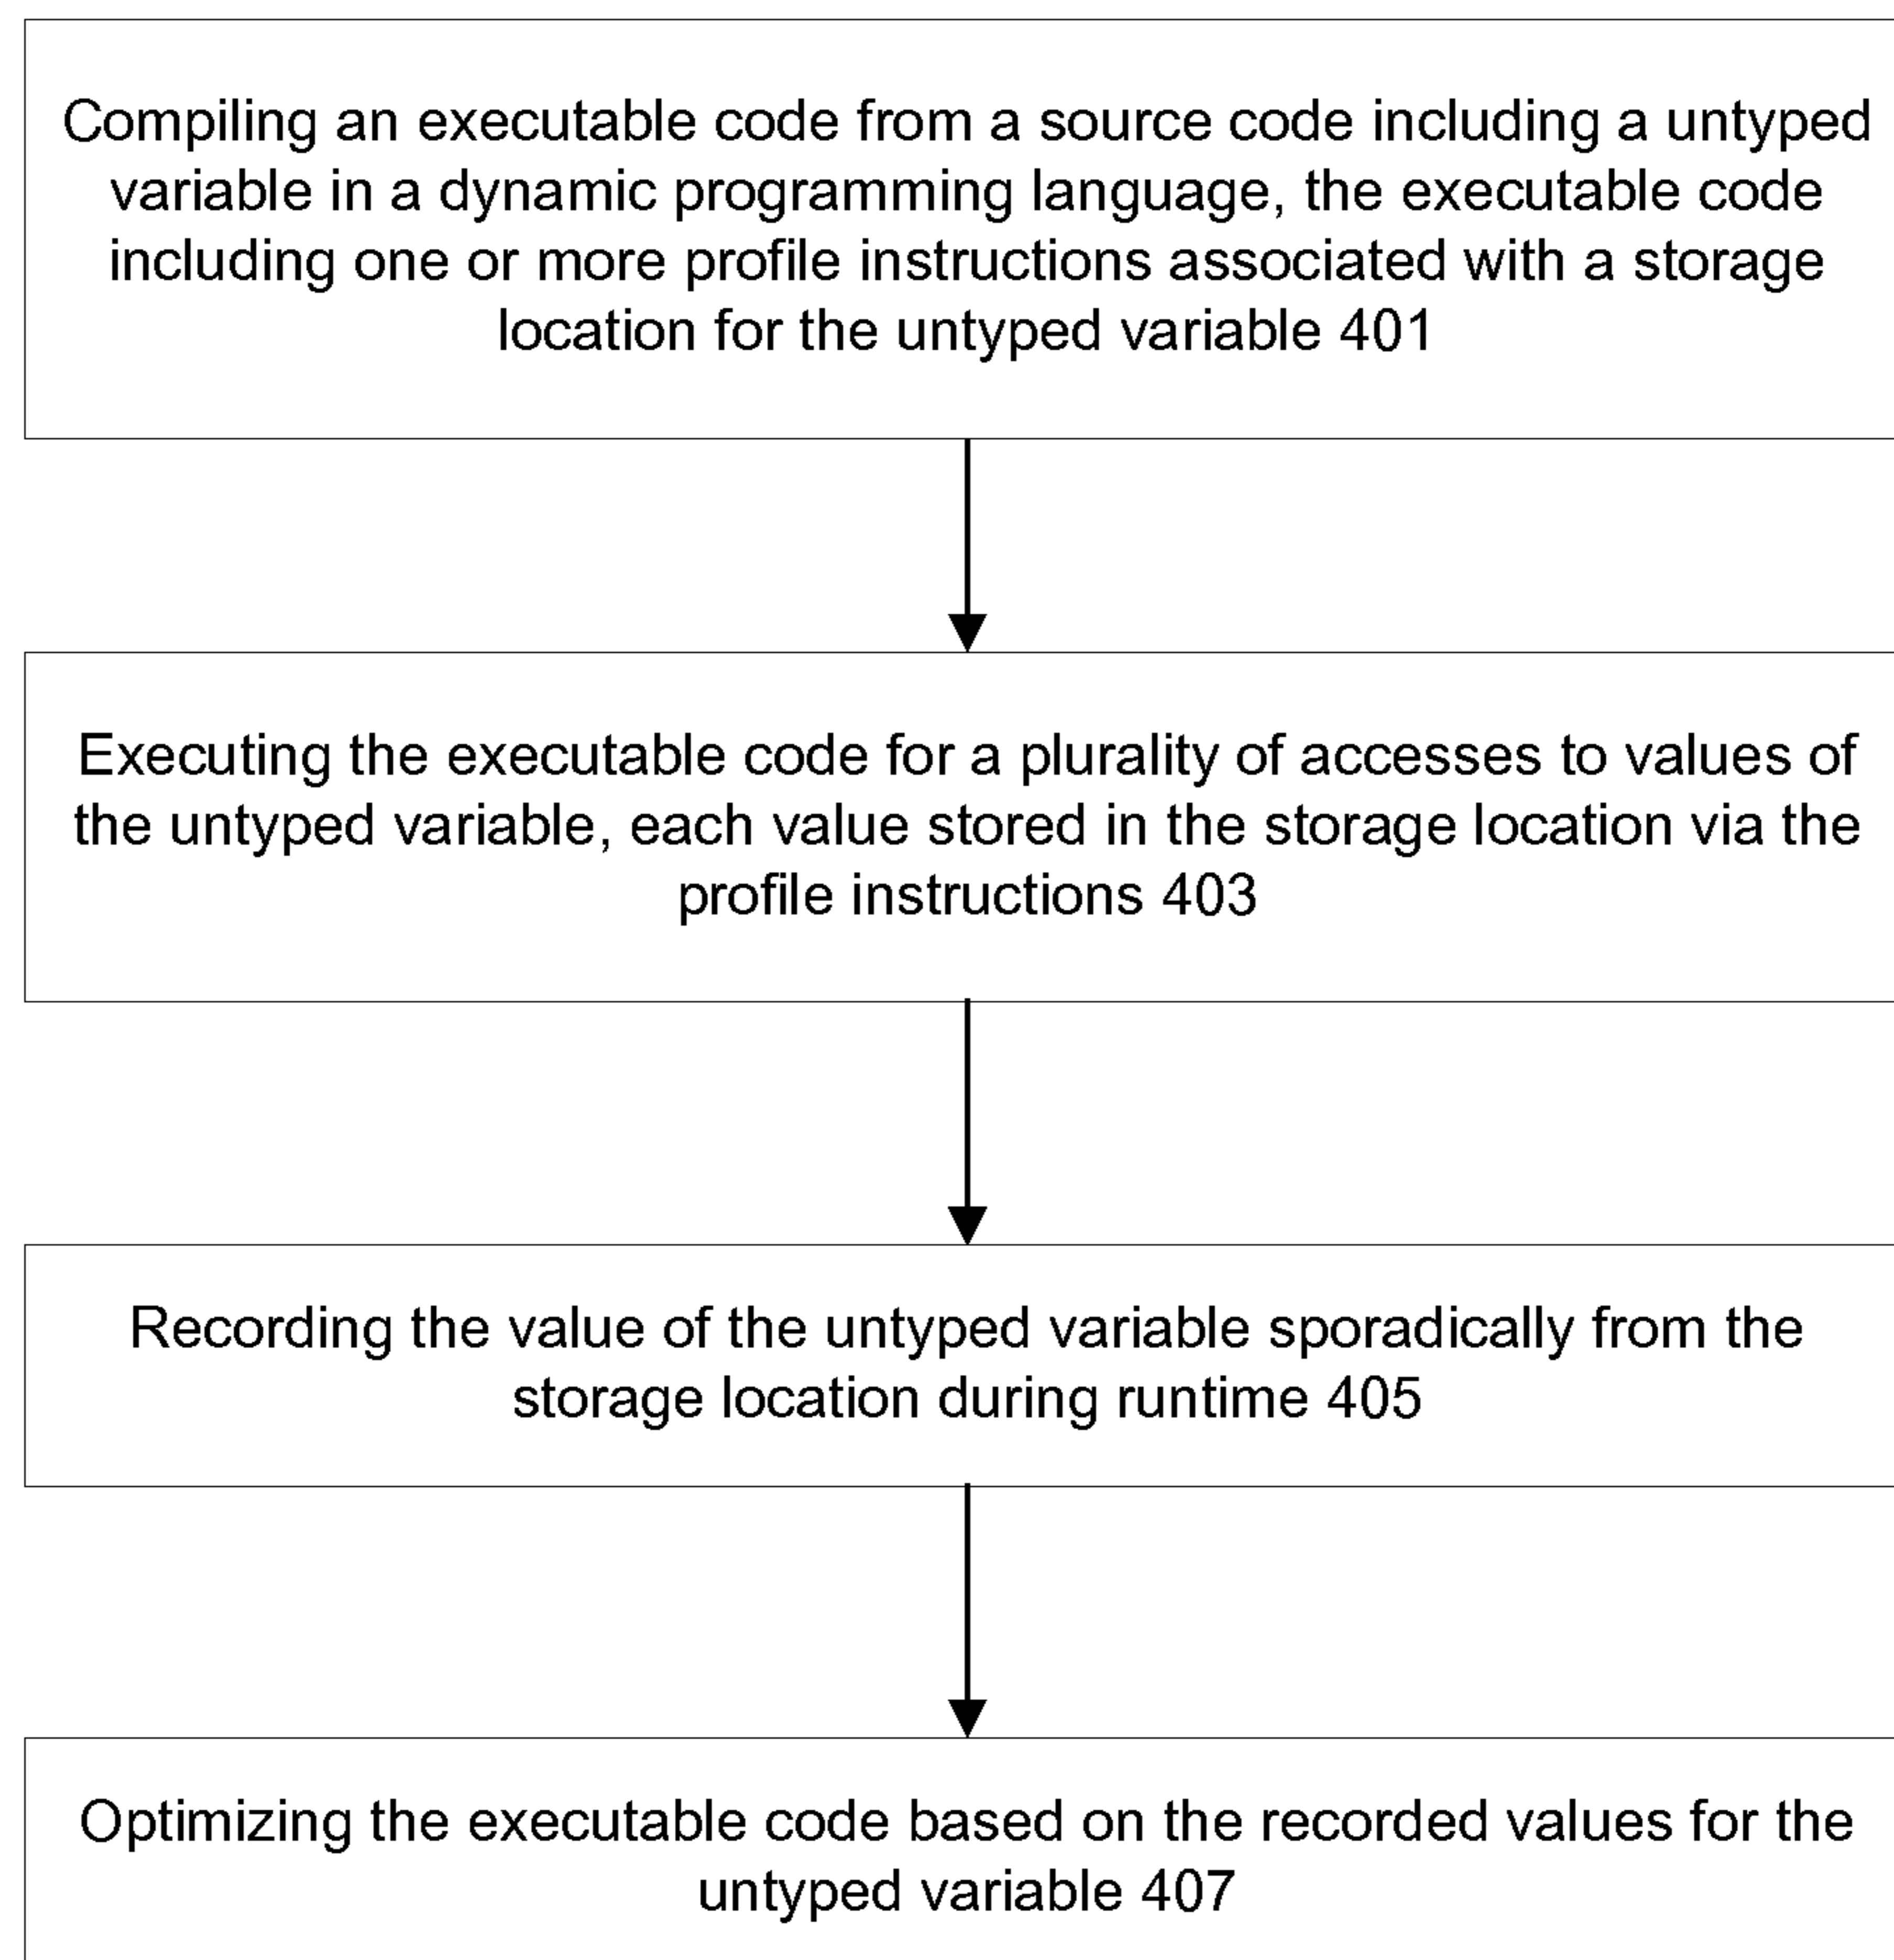 Compiling an executable code from a source code including a untyped
variable in a dynamic programming language, the executable code
including one or more profile instructions associated with a storage
location for the untyped variable 401
Executing the executable code for a plurality of accesses to values of
the untyped variable, each value stored in the storage location via the
profile instructions 403
Recording the value of the untyped variable sporadically from the
storage location during runtime 405
Optimizing the executable code based on the recorded values for the
untyped variable 407